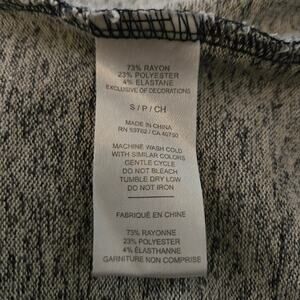 73% RAYON
23% POLYESTER
4% ELASTANE
EXCLUSIVE OF DECORATIONS
S / P / CH
MADE IN CHINA
RN 53762 / CA 40750
MACHINE WASH COLD
WITH SIMILAR COLORS
GENTLE CYCLE
DO NOT BLEACH
TUMBLE DRY LOW
DO NOT IRON
FABRIQUÉ EN CHINE
73% RAYONNE
23% POLYESTER
4% ÉLASTHANNE
GARNITURE NON COMPRISE